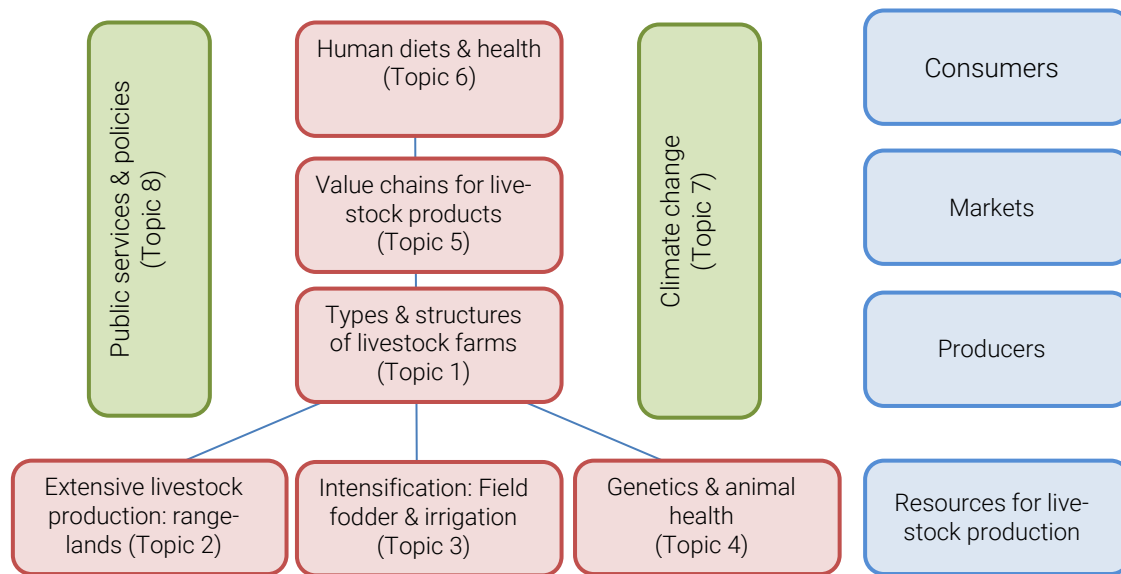 Public services & policies
(Topic 8)
Human diets & health
(Topic 6)
Value chains for live-
stock products
(Topic 5)
Types & structures
of livestock farms
(Topic 1)
Climate change
(Topic 7)
Consumers
Markets
Producers
Extensive livestock
production: range-
lands (Topic 2)
Intensification: Field
fodder & irrigation
(Topic 3)
Genetics & animal
health
(Topic 4)
Resources for live-
stock production